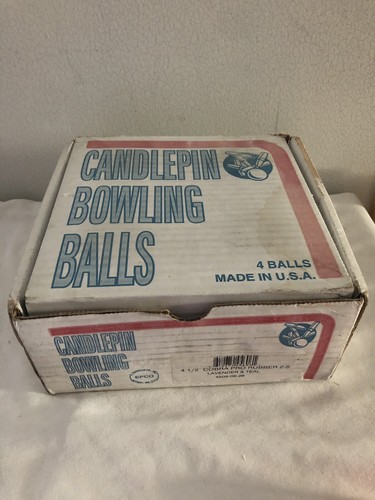 CANDLEPIN
BOWLING
BALLS
4 BALLS
MADE IN U.S.A.
CANDLEPIN
BOWLING
BALLS
EPCO
4 1/2" COBRA PRO RUBBER 2-5
LAVENDER & TEAL